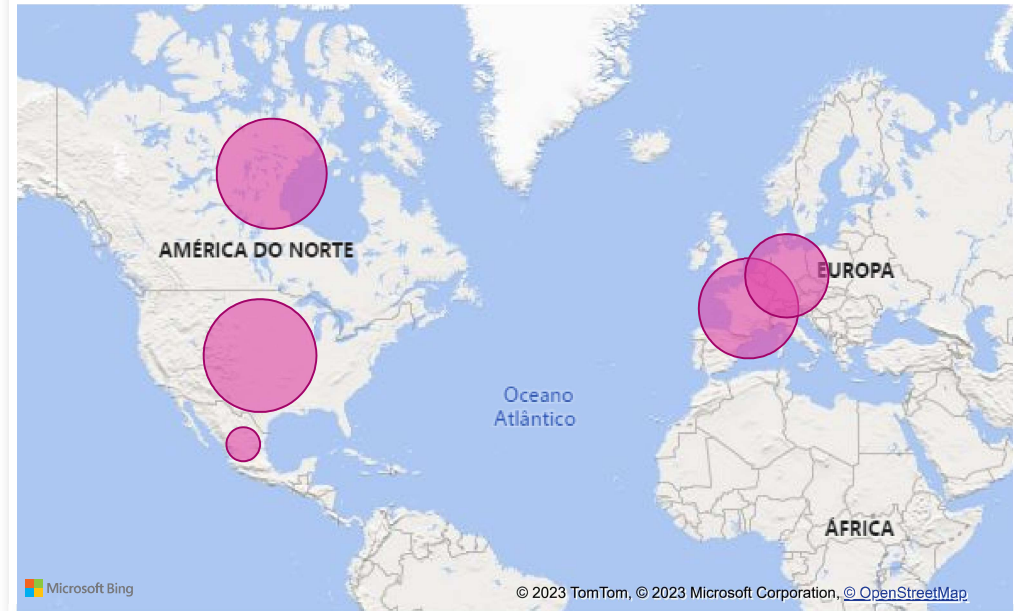 AMÉRICA DO NORTE
EUROPA
Oceano
Atlântico
ÁFRICA
Microsoft Bing
© 2023 TomTom, © 2023 Microsoft Corporation, © OpenStreetMap